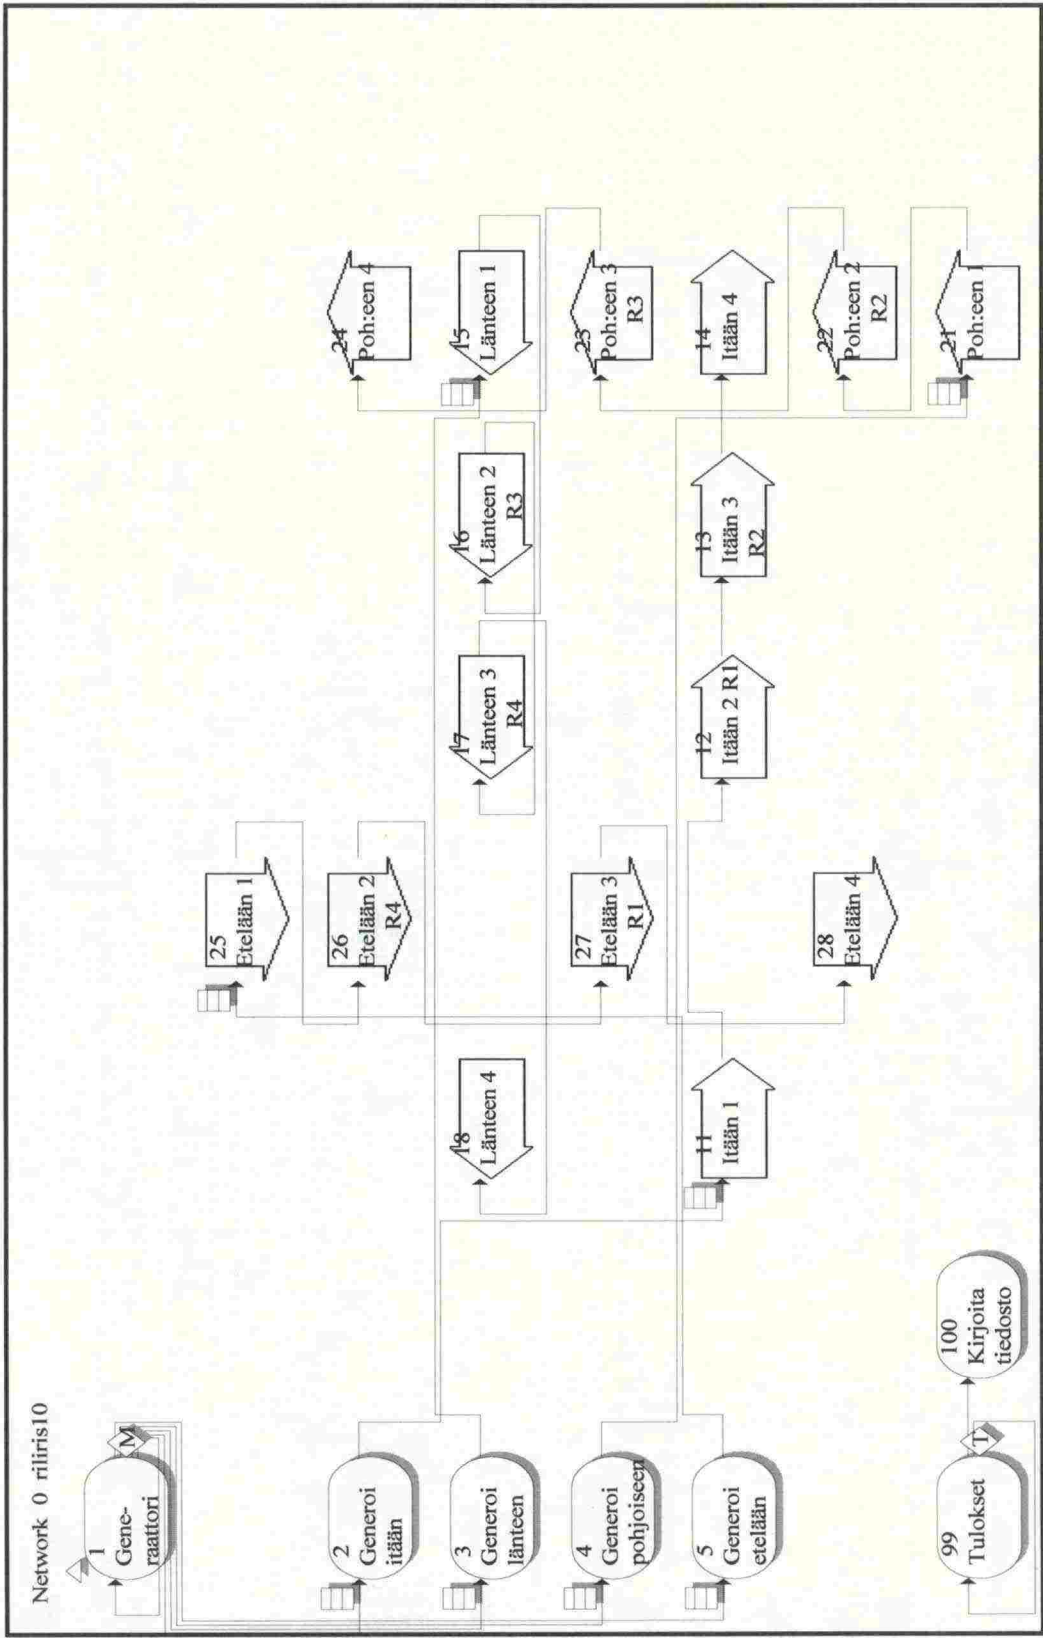 Network 0 riliris10
1
Gene-
raattori
M
2
Generoi
itään
3
Generoi
länteen
4
Generoi
pohjoiseen
5
Generoi
etelään
99
Tulokset
T
100
Kirjoita
tiedosto
18
Länteen 4
11
Itään 1
25
Etelään 1
26
Etelään 2
R4
27
Etelään 3
R1
28
Etelään 4
17
Länteen 3
R4
12
Itään 2 R1
16
Länteen 2
R3
13
Itään 3
R2
24
Poh:een 4
15
Länteen 1
23
Poh:een 3
R3
14
Itään 4
22
Poh:een 2
R2
21
Poh:een 1